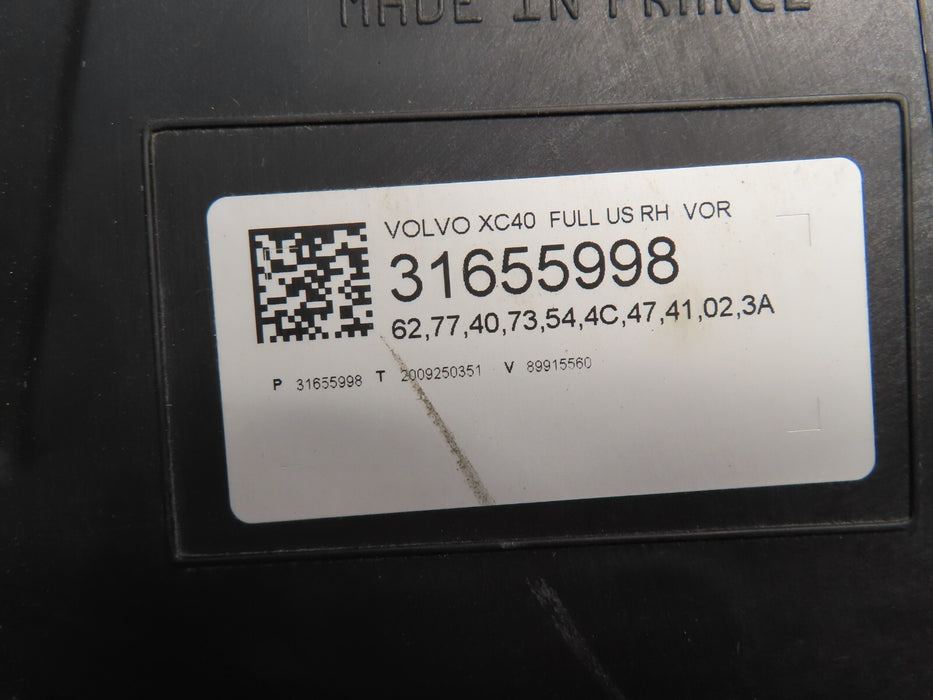 MADE IN FRANCE
VOLVO XC40 FULL US RH VOR
31655998
62,77,40,73,54,4C,47,41,02,3A
P 31655998 T 2009250351 V 89915560